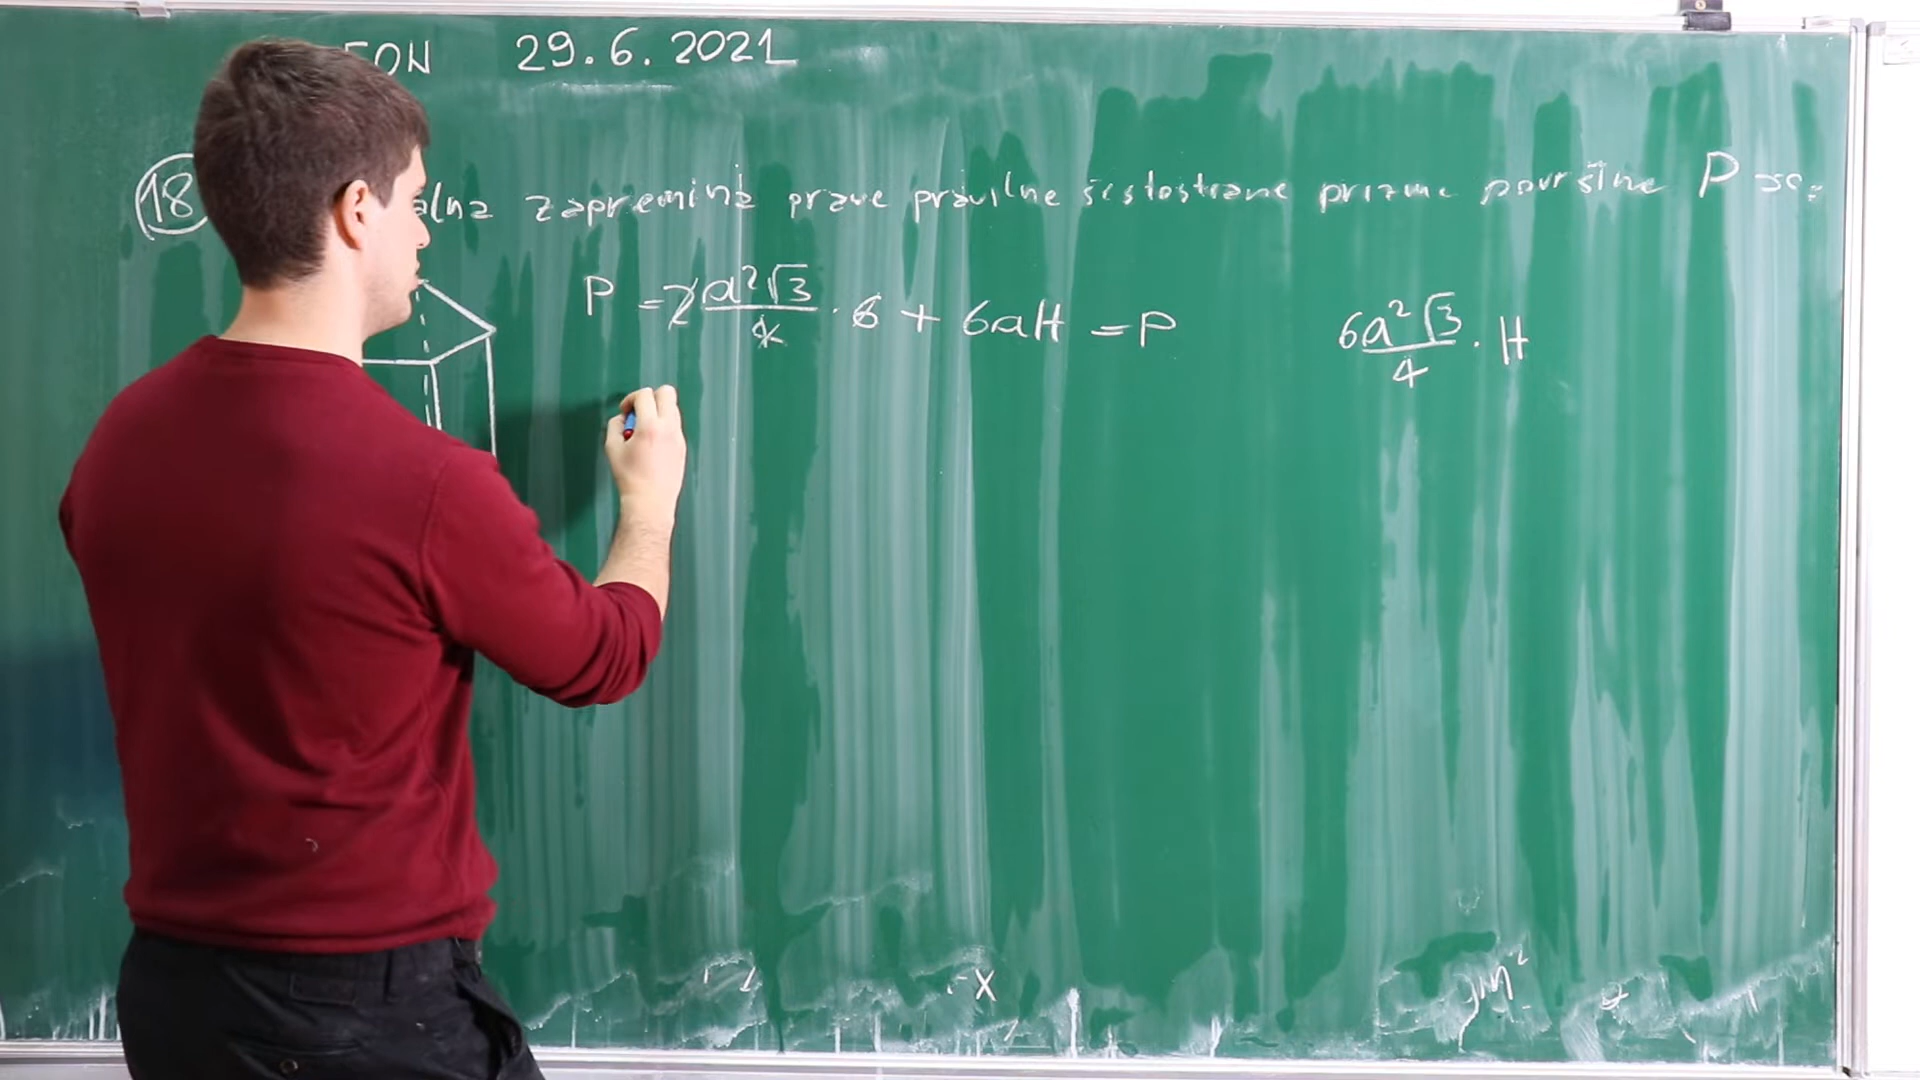 FON 29.6.2021
18 alna zapremina prave pravilne šestostrane prizme površine P je:
P = 2 a²√3/4 · 6 + 6aH = P
6a²√3/4 · H
-x